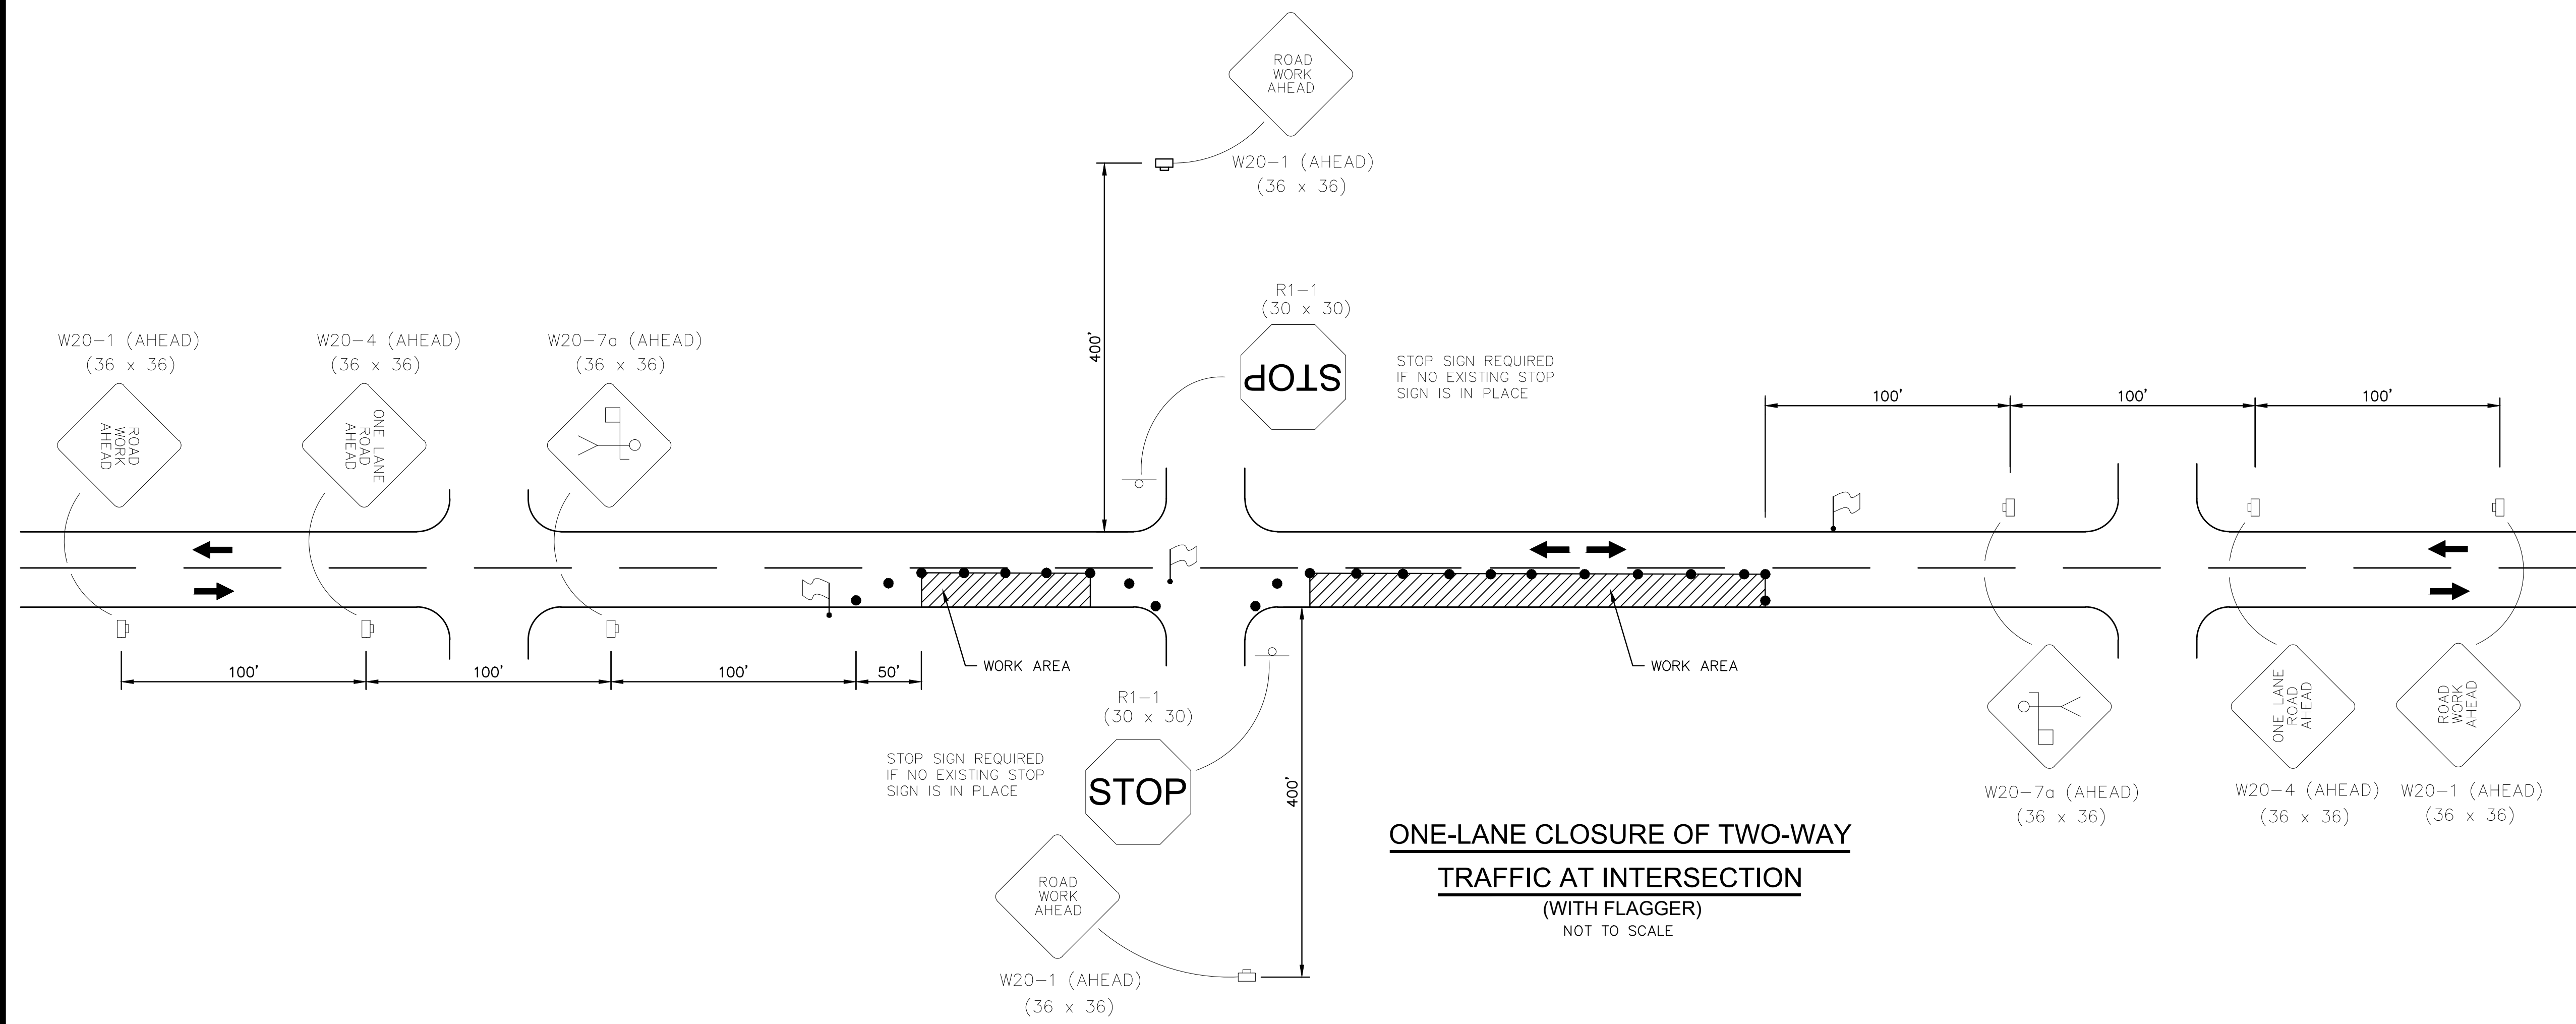 ROAD
WORK
AHEAD
W20-1 (AHEAD)
(36 x 36)
400'
R1-1
(30 x 30)
STOP
STOP SIGN REQUIRED
IF NO EXISTING STOP
SIGN IS IN PLACE
W20-1 (AHEAD)
(36 x 36)
ROAD
WORK
AHEAD
W20-4 (AHEAD)
(36 x 36)
ONE LANE
ROAD
AHEAD
W20-7a (AHEAD)
(36 x 36)
100'
100'
100'
100'
100'
100'
50'
WORK AREA
WORK AREA
R1-1
(30 x 30)
STOP SIGN REQUIRED
IF NO EXISTING STOP
SIGN IS IN PLACE
STOP
400'
ROAD
WORK
AHEAD
W20-1 (AHEAD)
(36 x 36)
ONE-LANE CLOSURE OF TWO-WAY
TRAFFIC AT INTERSECTION
(WITH FLAGGER)
NOT TO SCALE
W20-7a (AHEAD)
(36 x 36)
ONE LANE
ROAD
AHEAD
W20-4 (AHEAD)
(36 x 36)
ROAD
WORK
AHEAD
W20-1 (AHEAD)
(36 x 36)